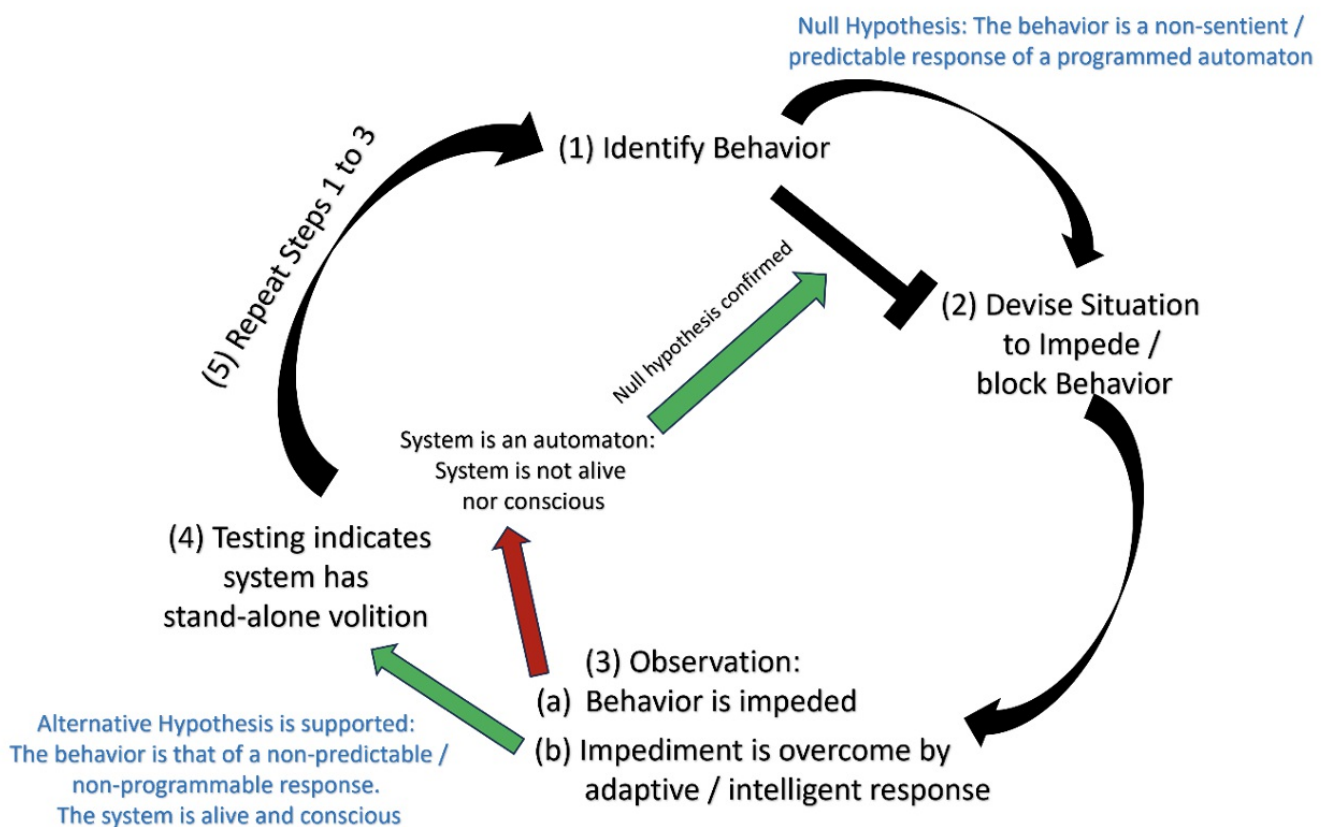 Null Hypothesis: The behavior is a non-sentient /
predictable response of a programmed automaton
(1) Identify Behavior
(5) Repeat Steps 1 to 3
Null hypothesis confirmed
(2) Devise Situation
to Impede /
block Behavior
System is an automaton:
System is not alive
nor conscious
(4) Testing indicates
system has
stand-alone volition
(3) Observation:
(a) Behavior is impeded
(b) Impediment is overcome by
adaptive / intelligent response
Alternative Hypothesis is supported:
The behavior is that of a non-predictable /
non-programmable response.
The system is alive and conscious